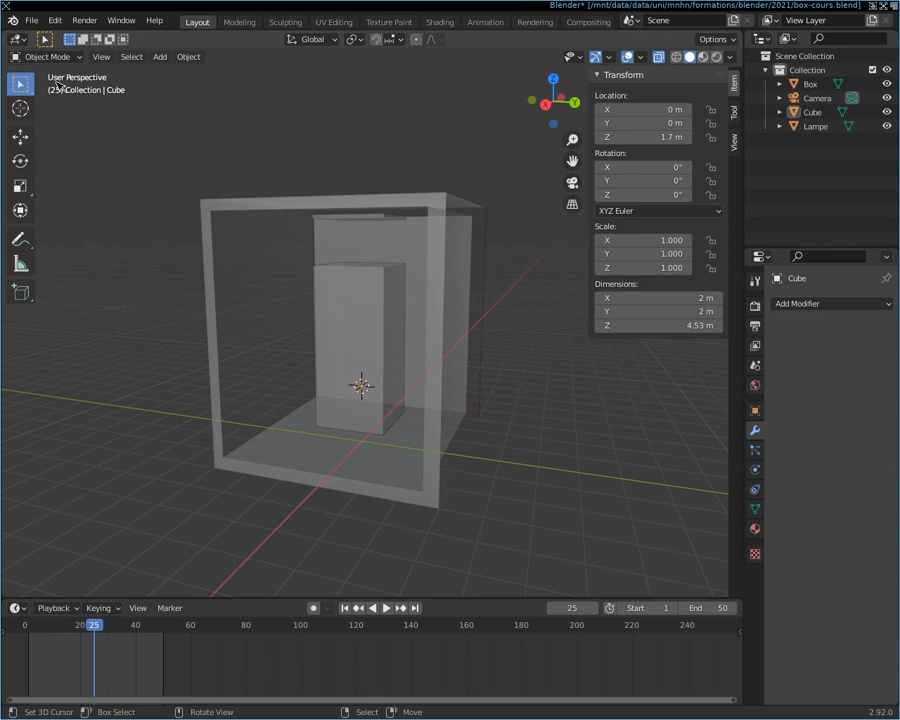 Blender* [/mnt/data/data/uni/mnhn/formations/blender/2021/box-cours.blend]
File Edit Render Window Help Layout Modeling Sculpting UV Editing Texture Paint Shading Animation Rendering Compositing Scene View Layer
Global Options
Object Mode View Select Add Object
User Perspective
Collection | Cube
Transform
Location:
X 0 m
Y 0 m
Z 1.7 m
Rotation:
X 0°
Y 0°
Z 0°
XYZ Euler
Scale:
X 1.000
Y 1.000
Z 1.000
Dimensions:
X 2 m
Y 2 m
Z 4.53 m
Item
Tool
View
Z
X Y
Scene Collection
Collection
Box
Camera
Cube
Lampe
Cube
Add Modifier
Playback Keying View Marker 25 Start 1 End 50
0 20 25 40 60 80 100 120 140 160 180 200 220 240
Set 3D Cursor Box Select Rotate View Select Move 2.92.0